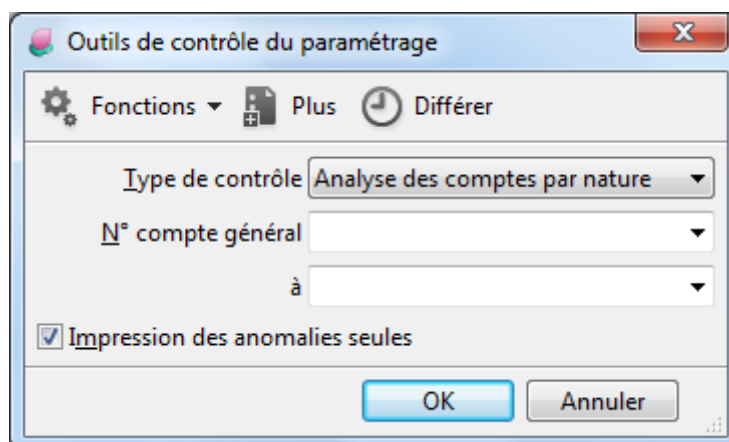 Outils de contrôle du paramétrage
Fonctions Plus Différer
Type de contrôle Analyse des comptes par nature
N° compte général
à
Impression des anomalies seules
OK Annuler